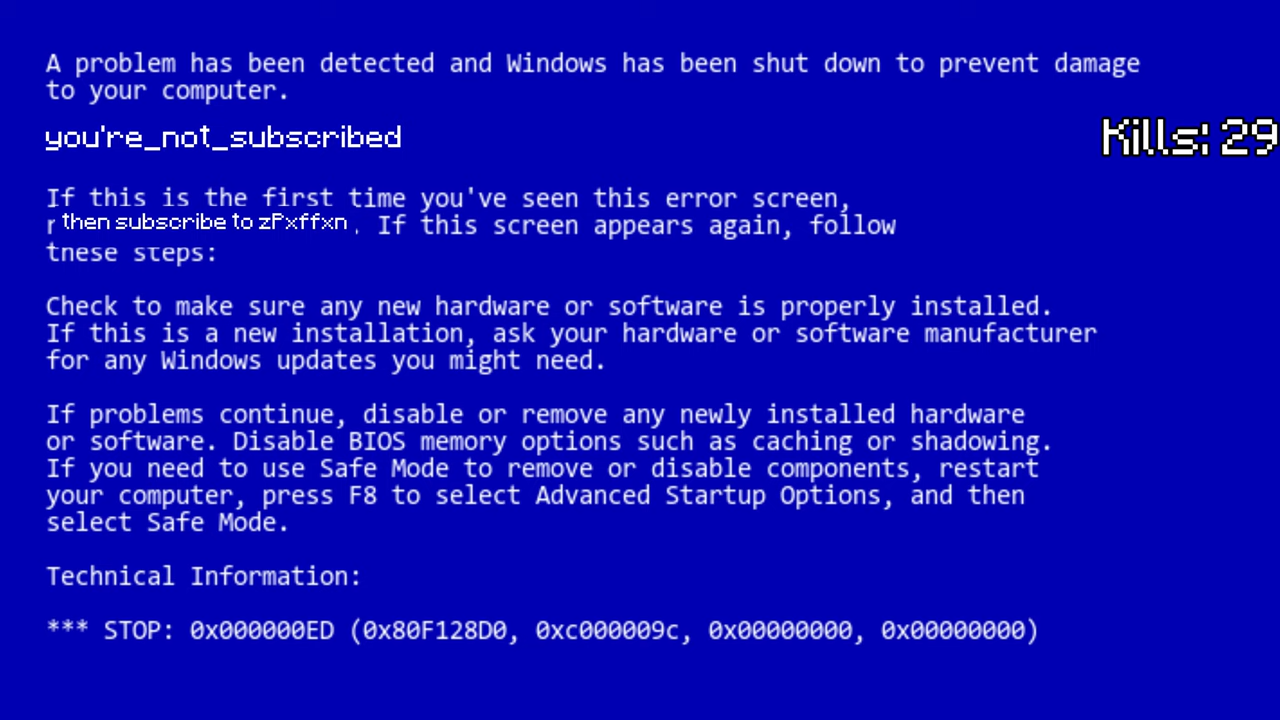 A problem has been detected and Windows has been shut down to prevent damage
to your computer.
you're_not_subscribed
Kills: 29
If this is the first time you've seen this error screen,
r then subscribe to zPxffxn . If this screen appears again, follow
these steps:
Check to make sure any new hardware or software is properly installed.
If this is a new installation, ask your hardware or software manufacturer
for any Windows updates you might need.
If problems continue, disable or remove any newly installed hardware
or software. Disable BIOS memory options such as caching or shadowing.
If you need to use Safe Mode to remove or disable components, restart
your computer, press F8 to select Advanced Startup Options, and then
select Safe Mode.
Technical Information:
*** STOP: 0x000000ED (0x80F128D0, 0xc000009c, 0x00000000, 0x00000000)